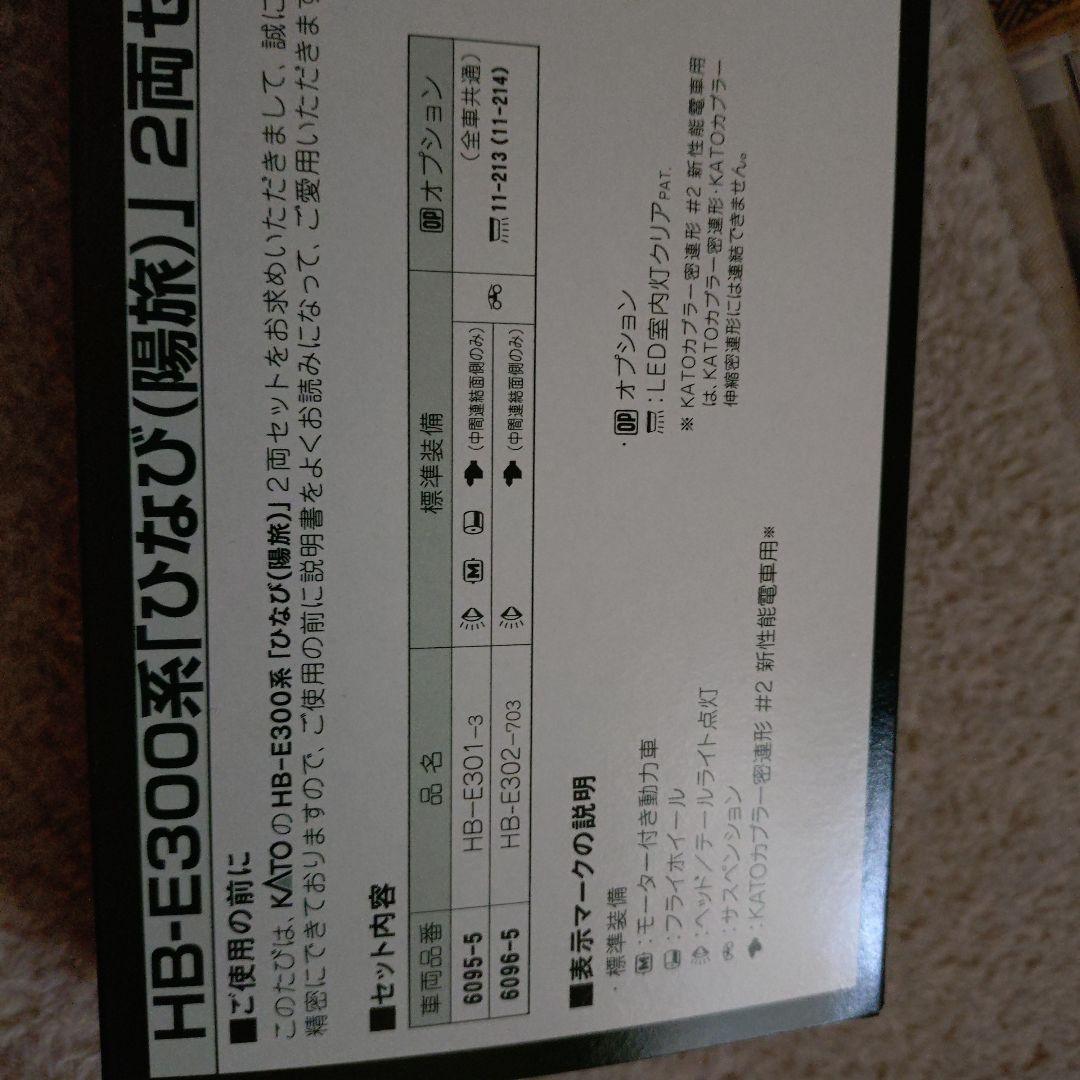 HB-E300系「ひなび(陽旅)」2両セ
■ご使用の前に
このたびは、KATOのHB-E300系「ひなび(陽旅)」2両セットをお求めいただきまして、誠に
精密にできておりますので、ご使用の前に説明書をよくお読みになって、ご愛用いただきます
■セット内容
車両品番 品名 標準装備 OP オプション
6095-5 HB-E301-3 M (中間連結面側のみ) (全車共通)
6096-5 HB-E302-703 (中間連結面側のみ) 11-213 (11-214)
■表示マークの説明
・標準装備
M:モーター付き動力車
:フライホイール
:ヘッド/テールライト点灯
:サスペンション
:KATOカプラー密連形 #2 新性能電車用※
・OP オプション
:LED室内灯クリアPAT.
※ KATOカプラー密連形 #2 新性能電車用
は、KATOカプラー密連形・KATOカプラー
伸縮密連形には連結できません。